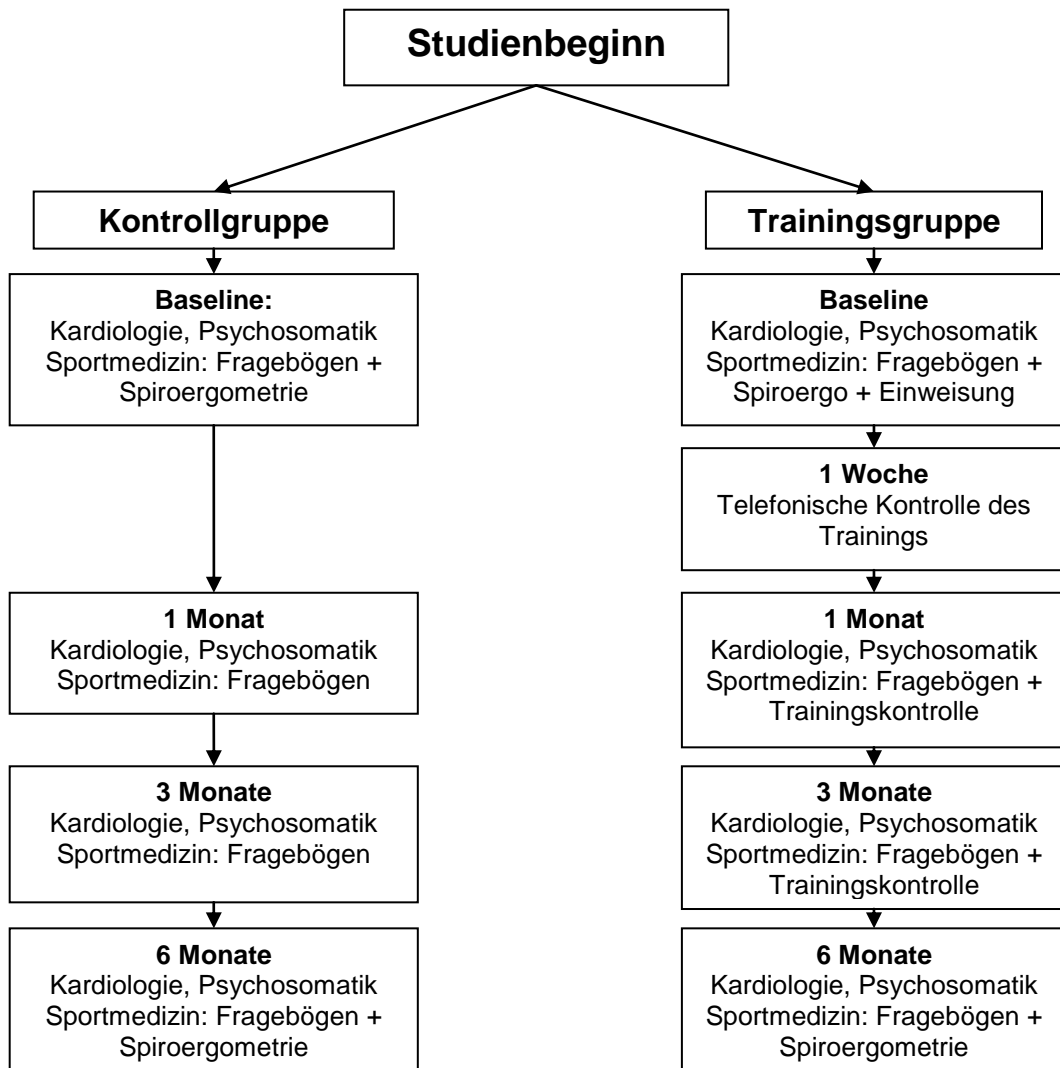 Studienbeginn
Kontrollgruppe
Baseline:
Kardiologie, Psychosomatik
Sportmedizin: Fragebögen +
Spiroergometrie
1 Monat
Kardiologie, Psychosomatik
Sportmedizin: Fragebögen
3 Monate
Kardiologie, Psychosomatik
Sportmedizin: Fragebögen
6 Monate
Kardiologie, Psychosomatik
Sportmedizin: Fragebögen +
Spiroergometrie
Trainingsgruppe
Baseline
Kardiologie, Psychosomatik
Sportmedizin: Fragebögen +
Spiroergo + Einweisung
1 Woche
Telefonische Kontrolle des
Trainings
1 Monat
Kardiologie, Psychosomatik
Sportmedizin: Fragebögen +
Trainingskontrolle
3 Monate
Kardiologie, Psychosomatik
Sportmedizin: Fragebögen +
Trainingskontrolle
6 Monate
Kardiologie, Psychosomatik
Sportmedizin: Fragebögen +
Spiroergometrie